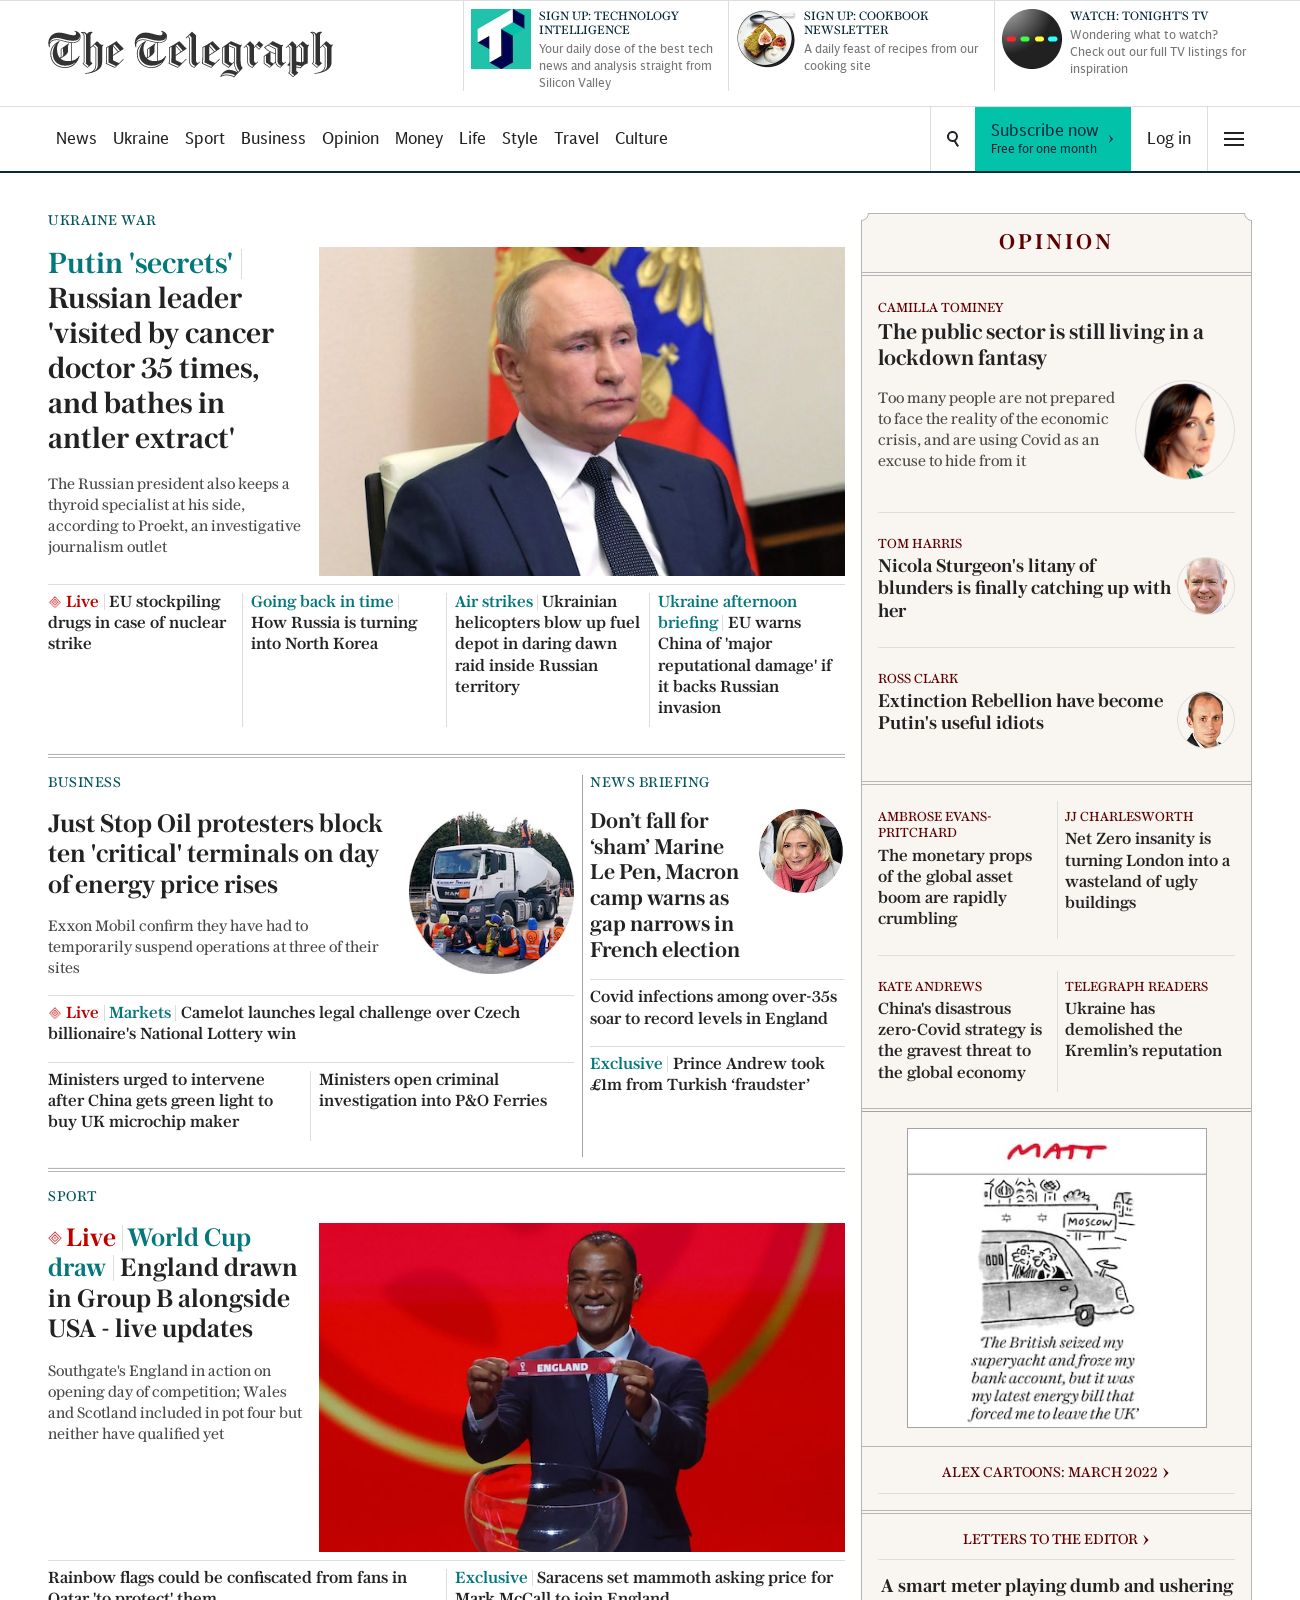 The Telegraph
SIGN UP: TECHNOLOGY
INTELLIGENCE
Your daily dose of the best tech
news and analysis straight from
Silicon Valley
SIGN UP: COOKBOOK
NEWSLETTER
A daily feast of recipes from our
cooking site
WATCH: TONIGHT'S TV
Wondering what to watch?
Check out our full TV listings for
inspiration
News Ukraine Sport Business Opinion Money Life Style Travel Culture
Subscribe now ›
Free for one month
Log in
UKRAINE WAR
Putin 'secrets'
Russian leader
'visited by cancer
doctor 35 times,
and bathes in
antler extract'
The Russian president also keeps a
thyroid specialist at his side,
according to Proekt, an investigative
journalism outlet
Live EU stockpiling
drugs in case of nuclear
strike
Going back in time
How Russia is turning
into North Korea
Air strikes Ukrainian
helicopters blow up fuel
depot in daring dawn
raid inside Russian
territory
Ukraine afternoon
briefing EU warns
China of 'major
reputational damage' if
it backs Russian
invasion
BUSINESS
Just Stop Oil protesters block
ten 'critical' terminals on day
of energy price rises
Exxon Mobil confirm they have had to
temporarily suspend operations at three of their
sites
Live Markets Camelot launches legal challenge over Czech
billionaire's National Lottery win
Ministers urged to intervene
after China gets green light to
buy UK microchip maker
Ministers open criminal
investigation into P&O Ferries
NEWS BRIEFING
Don't fall for
‘sham’ Marine
Le Pen, Macron
camp warns as
gap narrows in
French election
Covid infections among over-35s
soar to record levels in England
Exclusive Prince Andrew took
£1m from Turkish ‘fraudster’
SPORT
Live World Cup
draw England drawn
in Group B alongside
USA - live updates
Southgate's England in action on
opening day of competition; Wales
and Scotland included in pot four but
neither have qualified yet
ENGLAND
Rainbow flags could be confiscated from fans in
Qatar 'to protect' them
Exclusive Saracens set mammoth asking price for
Mark McCall to join England
OPINION
CAMILLA TOMINEY
The public sector is still living in a
lockdown fantasy
Too many people are not prepared
to face the reality of the economic
crisis, and are using Covid as an
excuse to hide from it
TOM HARRIS
Nicola Sturgeon's litany of
blunders is finally catching up with
her
ROSS CLARK
Extinction Rebellion have become
Putin's useful idiots
AMBROSE EVANS-
PRITCHARD
The monetary props
of the global asset
boom are rapidly
crumbling
JJ CHARLESWORTH
Net Zero insanity is
turning London into a
wasteland of ugly
buildings
KATE ANDREWS
China's disastrous
zero-Covid strategy is
the gravest threat to
the global economy
TELEGRAPH READERS
Ukraine has
demolished the
Kremlin’s reputation
MATT
MOSCOW
'The British seized my
superyacht and froze my
bank account, but it was
my latest energy bill that
forced me to leave the UK'
ALEX CARTOONS: MARCH 2022 ›
LETTERS TO THE EDITOR ›
A smart meter playing dumb and ushering